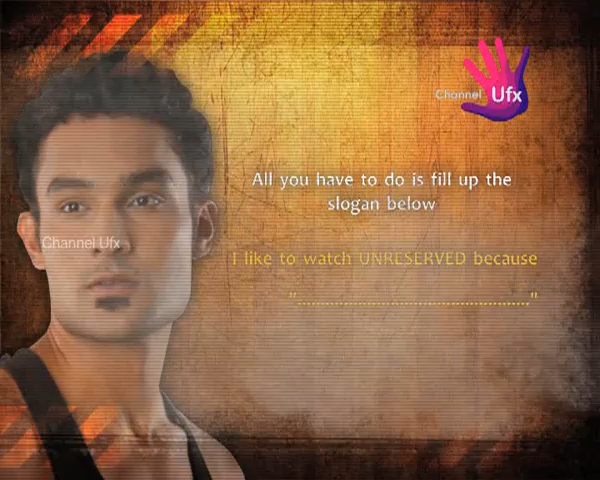 Channel Ufx
All you have to do is fill up the
slogan below
Channel Ufx
I like to watch UNRESERVED because
"................................................."